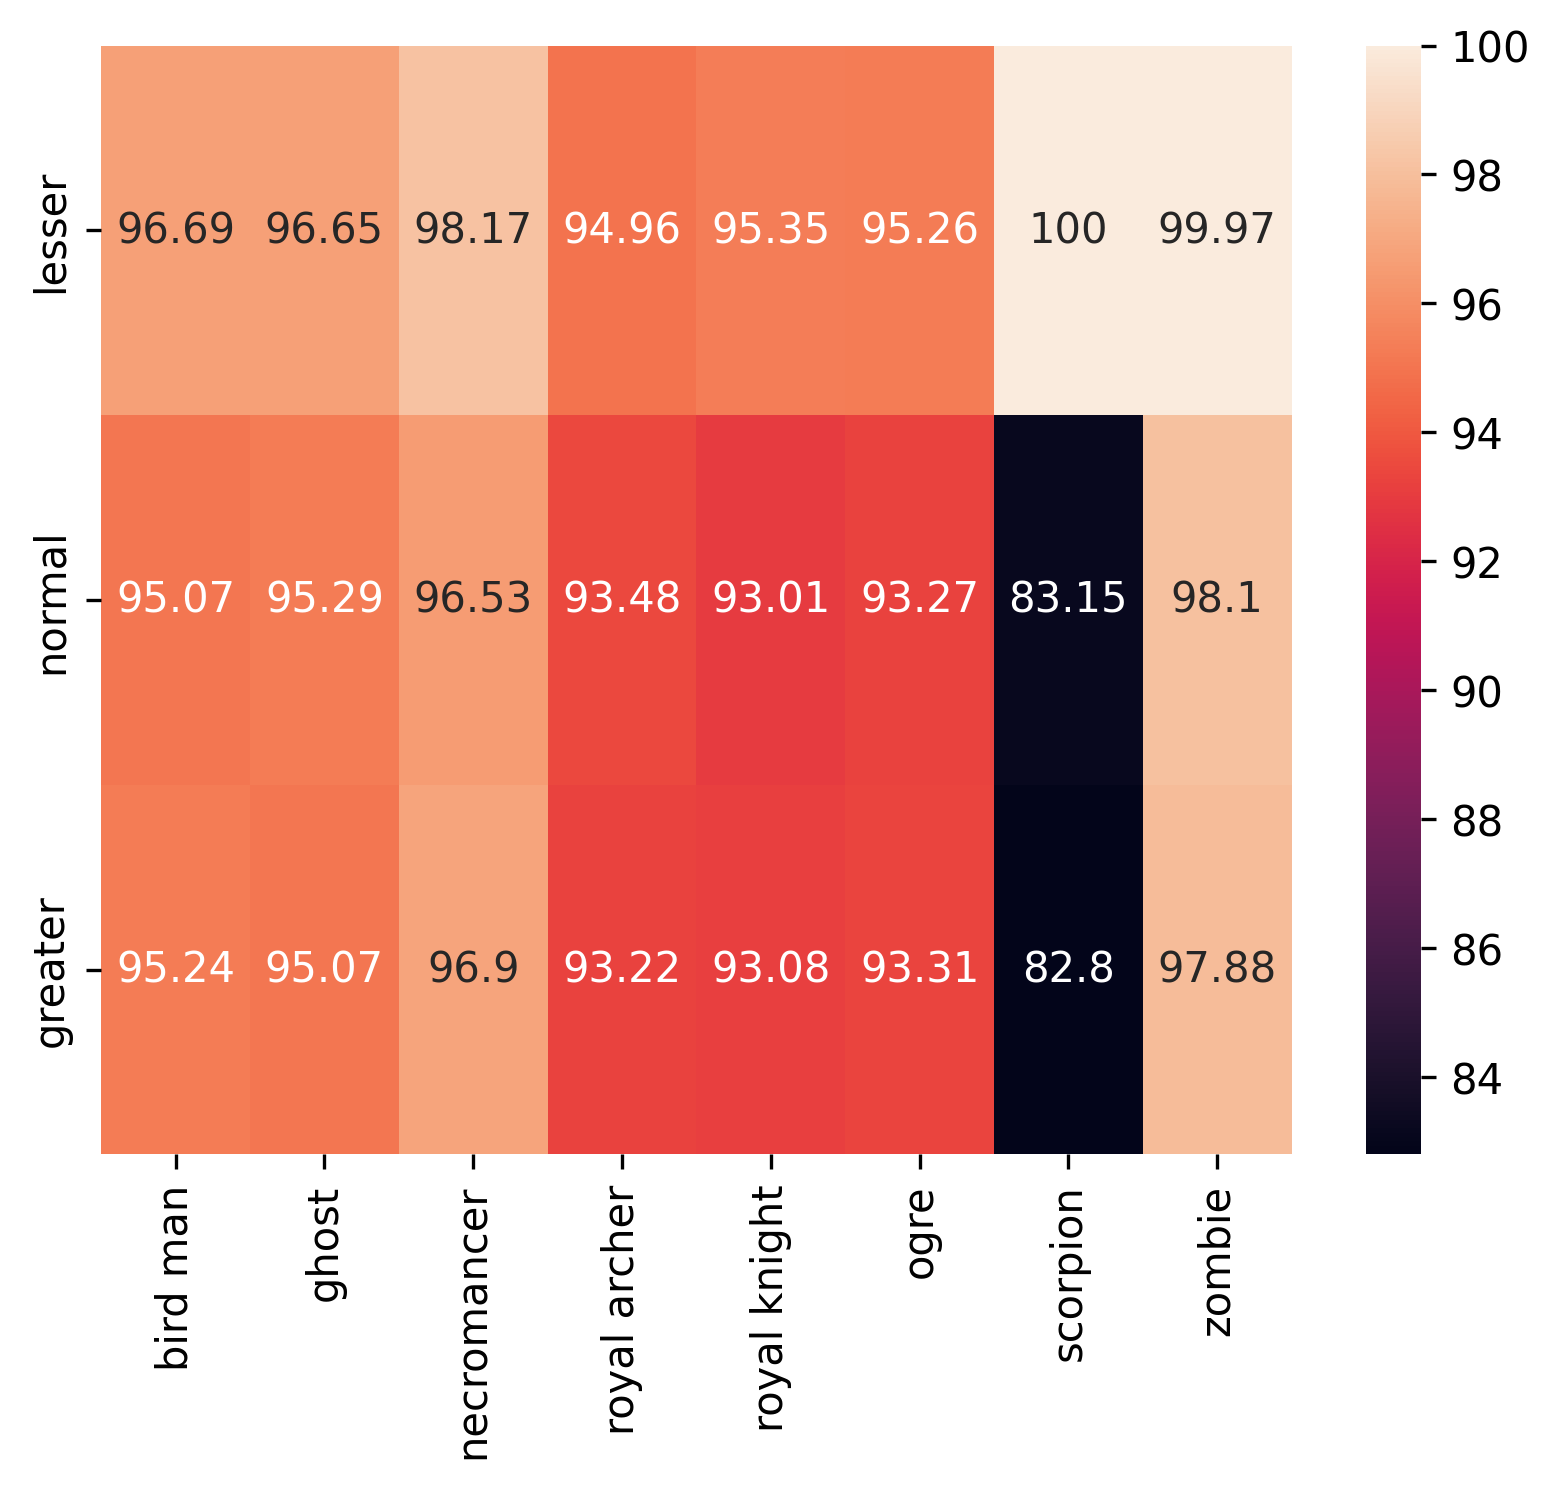 lesser
96.69 96.65 98.17 94.96 95.35 95.26 100 99.97
normal
95.07 95.29 96.53 93.48 93.01 93.27 83.15 98.1
greater
95.24 95.07 96.9 93.22 93.08 93.31 82.8 97.88
bird man
ghost
necromancer
royal archer
royal knight
ogre
scorpion
zombie
100
98
96
94
92
90
88
86
84